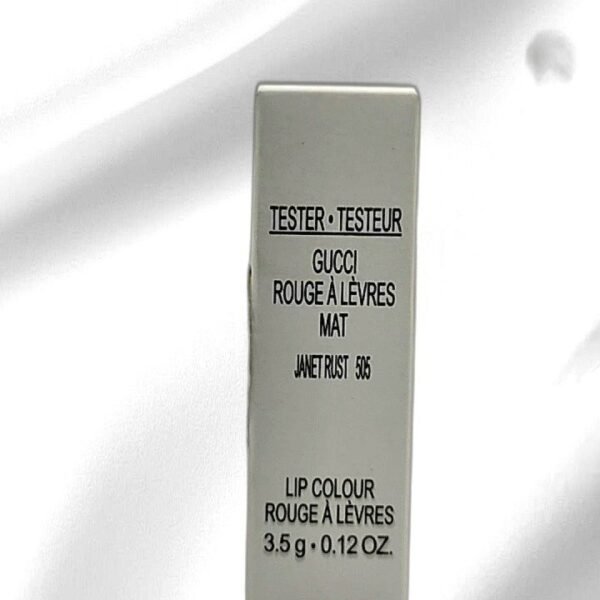 TESTER • TESTEUR
GUCCI
ROUGE À LÈVRES
MAT
JANET RUST 505
LIP COLOUR
ROUGE À LÈVRES
3.5 g • 0.12 OZ.